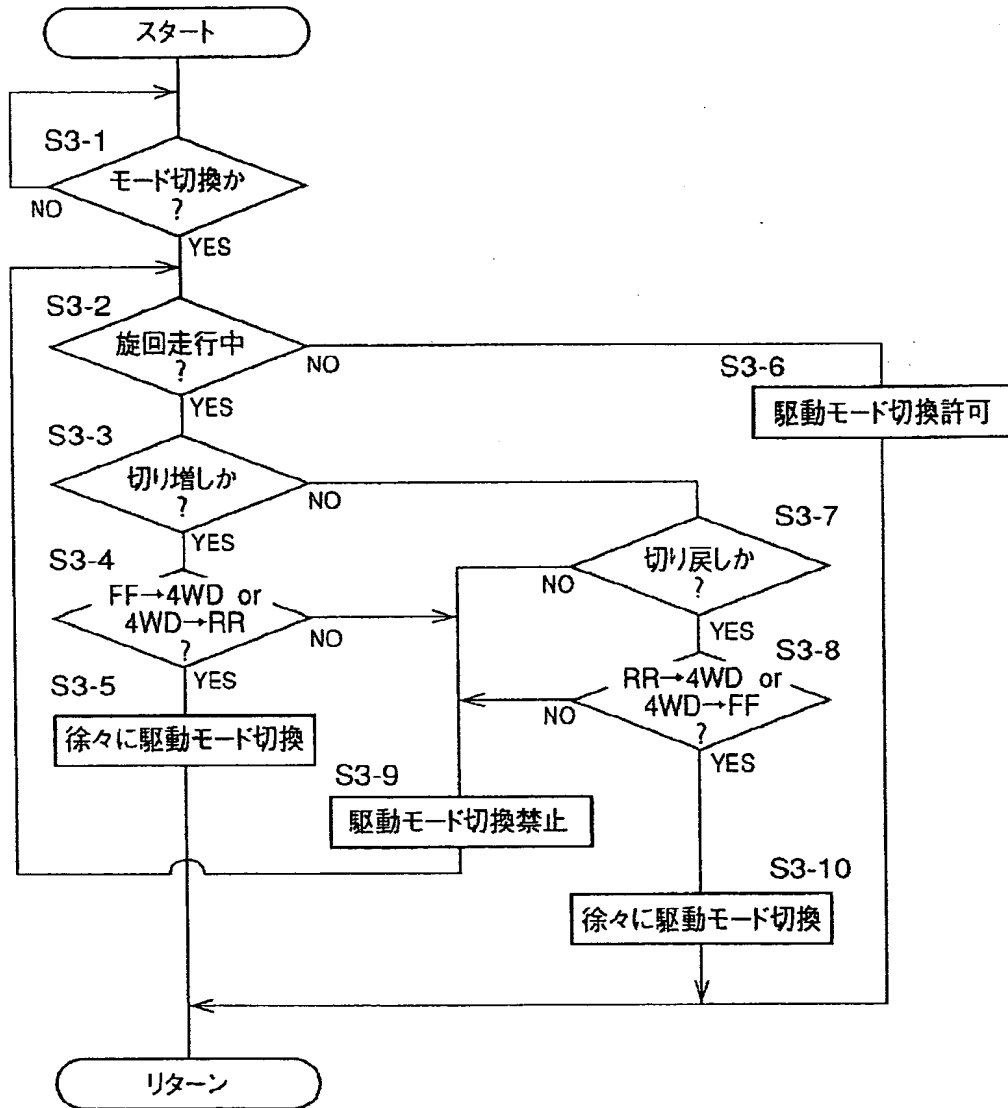 スタート
S3-1
モード切換か
?
NO
YES
S3-2
旋回走行中
?
NO
YES
S3-6
駆動モード切換許可
S3-3
切り増しか
?
NO
YES
S3-7
切り戻しか
?
NO
YES
S3-4
FF→4WD or
4WD→RR
?
NO
YES
S3-8
RR→4WD or
4WD→FF
?
NO
YES
S3-5
徐々に駆動モード切換
S3-9
駆動モード切換禁止
S3-10
徐々に駆動モード切換
リターン